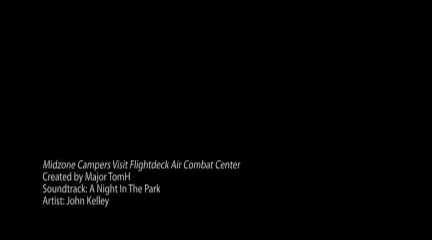 Midzone Campers Visit Flightdeck Air Combat Center
Created by Major TomH
Soundtrack: A Night In The Park
Artist: John Kelley